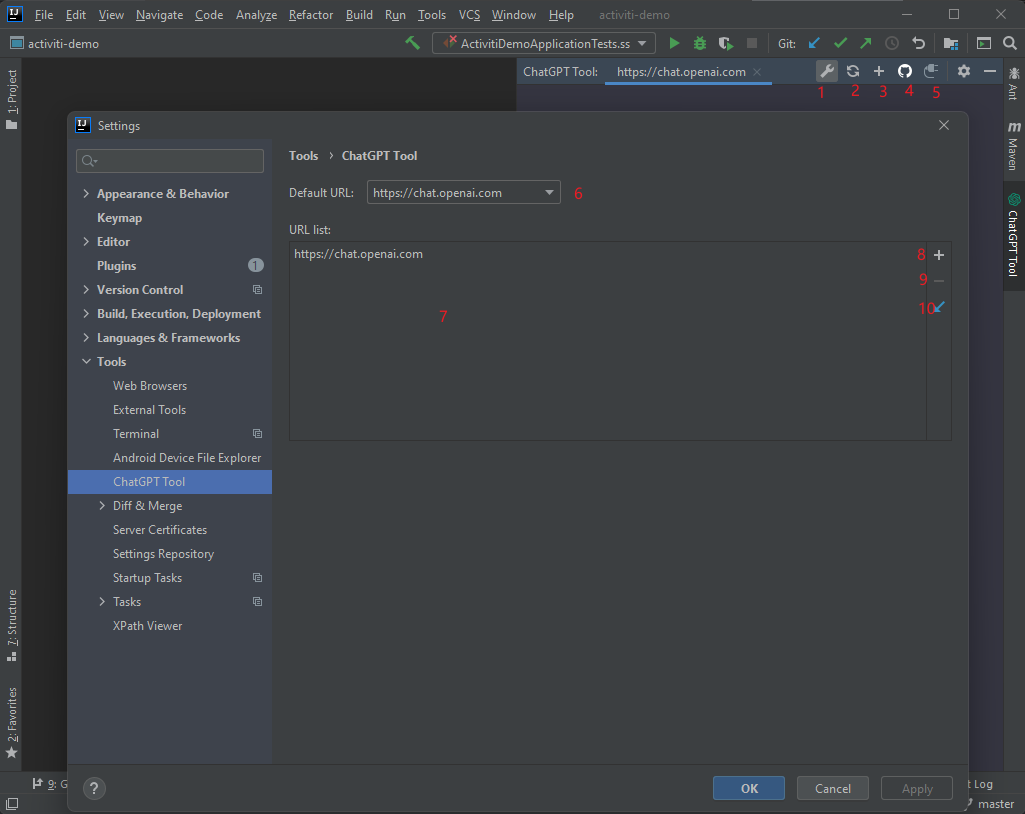 IJ File Edit View Navigate Code Analyze Refactor Build Run Tools VCS Window Help activiti-demo
activiti-demo ActivitiDemoApplicationTests.ss Git:
1: Project
ChatGPT Tool: https://chat.openai.com
1 2 3 4 5
Ant
m Maven
ChatGPT Tool
IJ Settings
Tools › ChatGPT Tool
Default URL: https://chat.openai.com 6
URL list:
https://chat.openai.com
7
8
9
10
Appearance & Behavior
Keymap
Editor
Plugins 1
Version Control
Build, Execution, Deployment
Languages & Frameworks
Tools
Web Browsers
External Tools
Terminal
Android Device File Explorer
ChatGPT Tool
Diff & Merge
Server Certificates
Settings Repository
Startup Tasks
Tasks
XPath Viewer
7: Structure
2: Favorites
? OK Cancel Apply
9: G
t Log
master